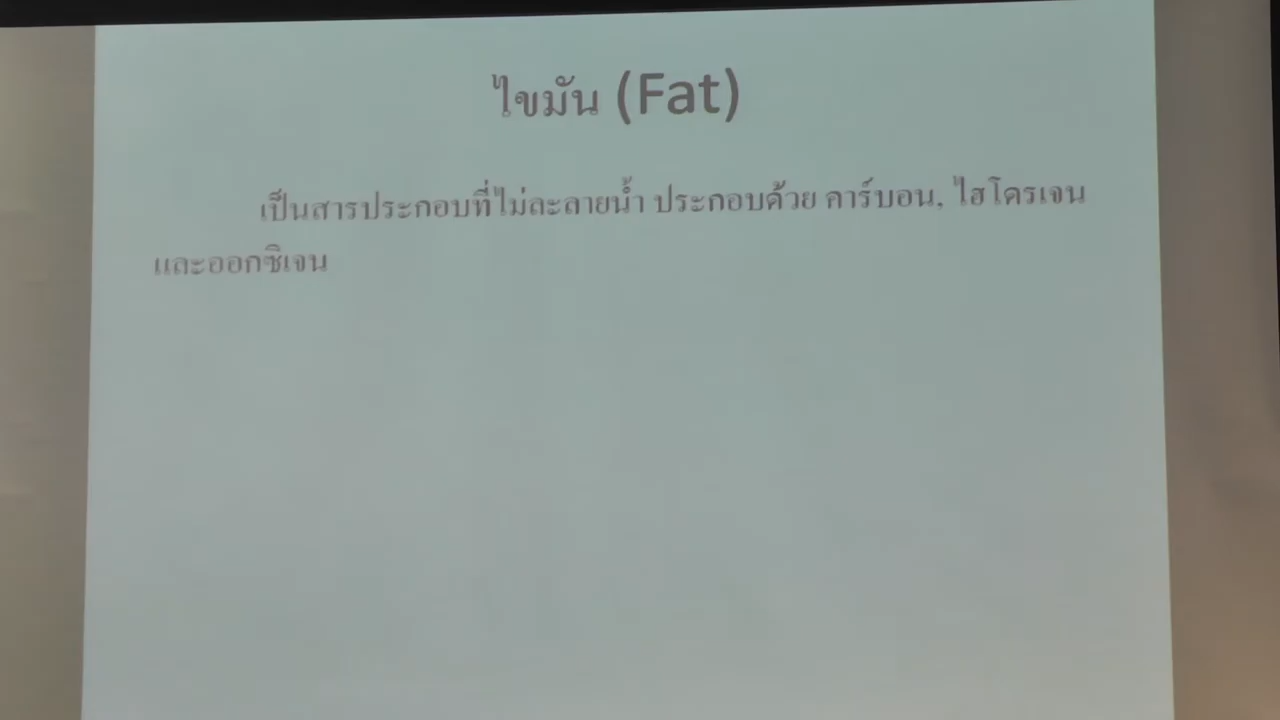 ไขมัน (Fat)
เป็นสารประกอบที่ไม่ละลายน้ำ ประกอบด้วย คาร์บอน, ไฮโดรเจน
และออกซิเจน